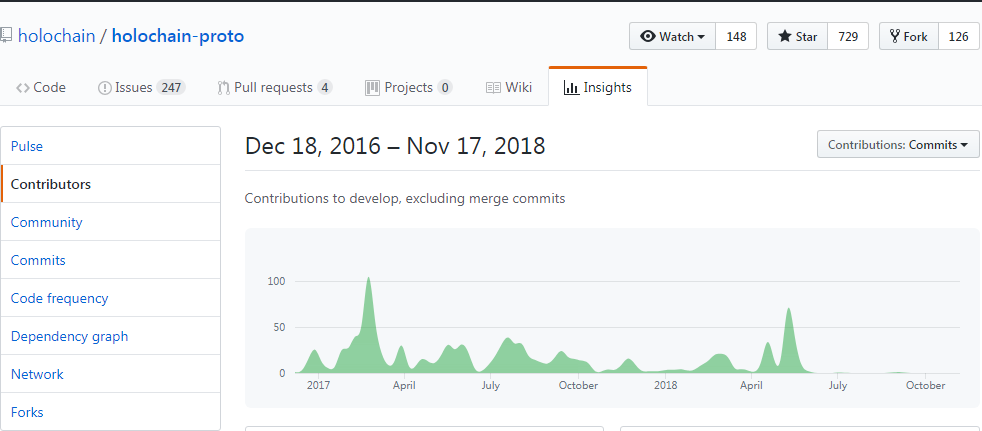 holochain / holochain-proto
Watch 148 Star 729 Fork 126
Code Issues 247 Pull requests 4 Projects 0 Wiki Insights
Pulse
Contributors
Community
Commits
Code frequency
Dependency graph
Network
Forks
Dec 18, 2016 – Nov 17, 2018
Contributions: Commits
Contributions to develop, excluding merge commits
100
50
0
2017 April July October 2018 April July October